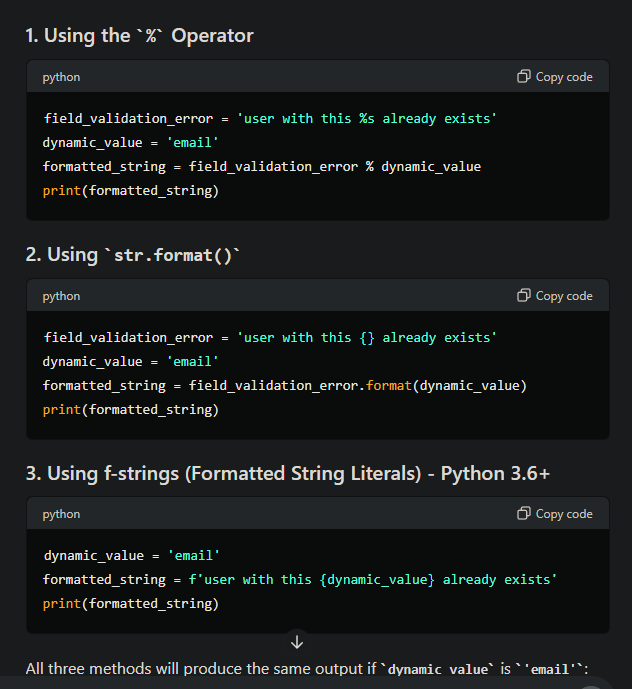 1. Using the `%` Operator
python
Copy code
field_validation_error = 'user with this %s already exists'
dynamic_value = 'email'
formatted_string = field_validation_error % dynamic_value
print(formatted_string)
2. Using `str.format()`
python
Copy code
field_validation_error = 'user with this {} already exists'
dynamic_value = 'email'
formatted_string = field_validation_error.format(dynamic_value)
print(formatted_string)
3. Using f-strings (Formatted String Literals) - Python 3.6+
python
Copy code
dynamic_value = 'email'
formatted_string = f'user with this {dynamic_value} already exists'
print(formatted_string)
All three methods will produce the same output if `dynamic_value` is `'email'`: